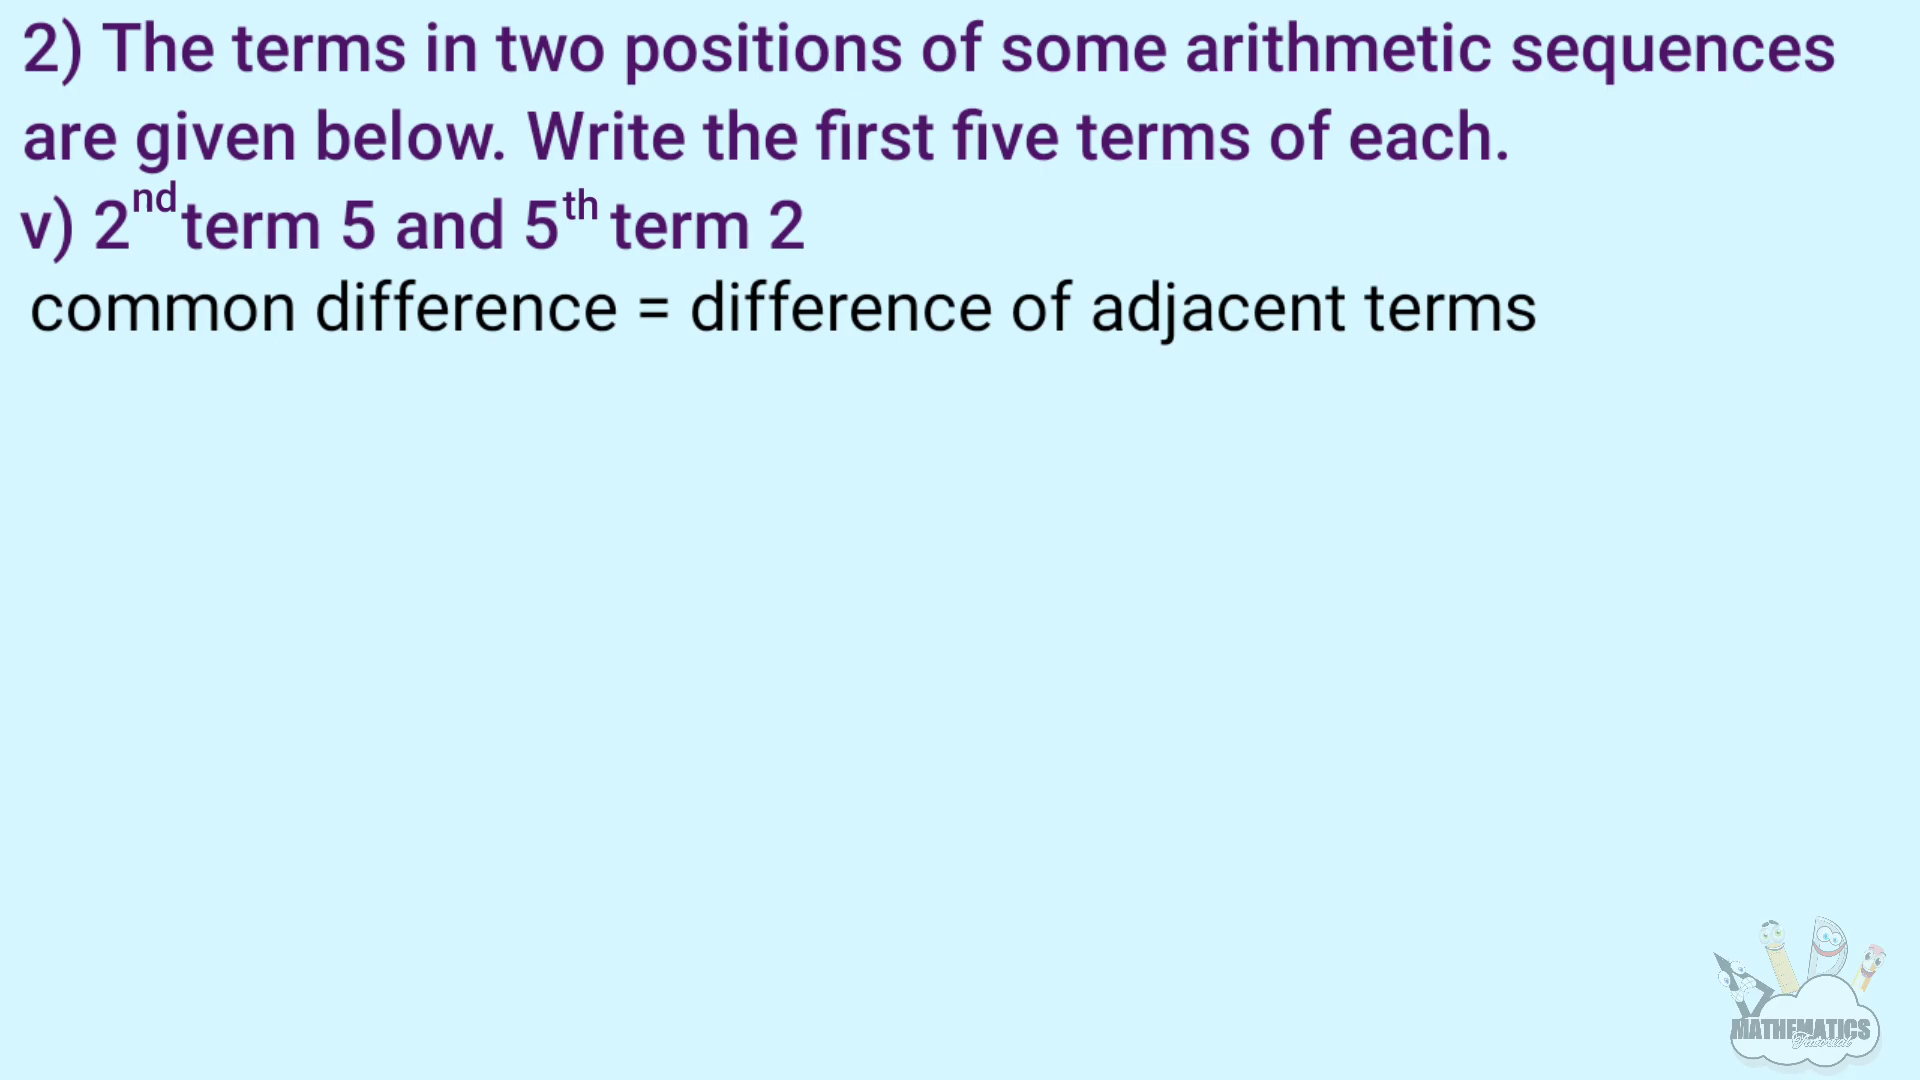 2) The terms in two positions of some arithmetic sequences
are given below. Write the first five terms of each.
v) 2nd term 5 and 5th term 2
common difference = difference of adjacent terms
MATHEMATICS
Tutorial